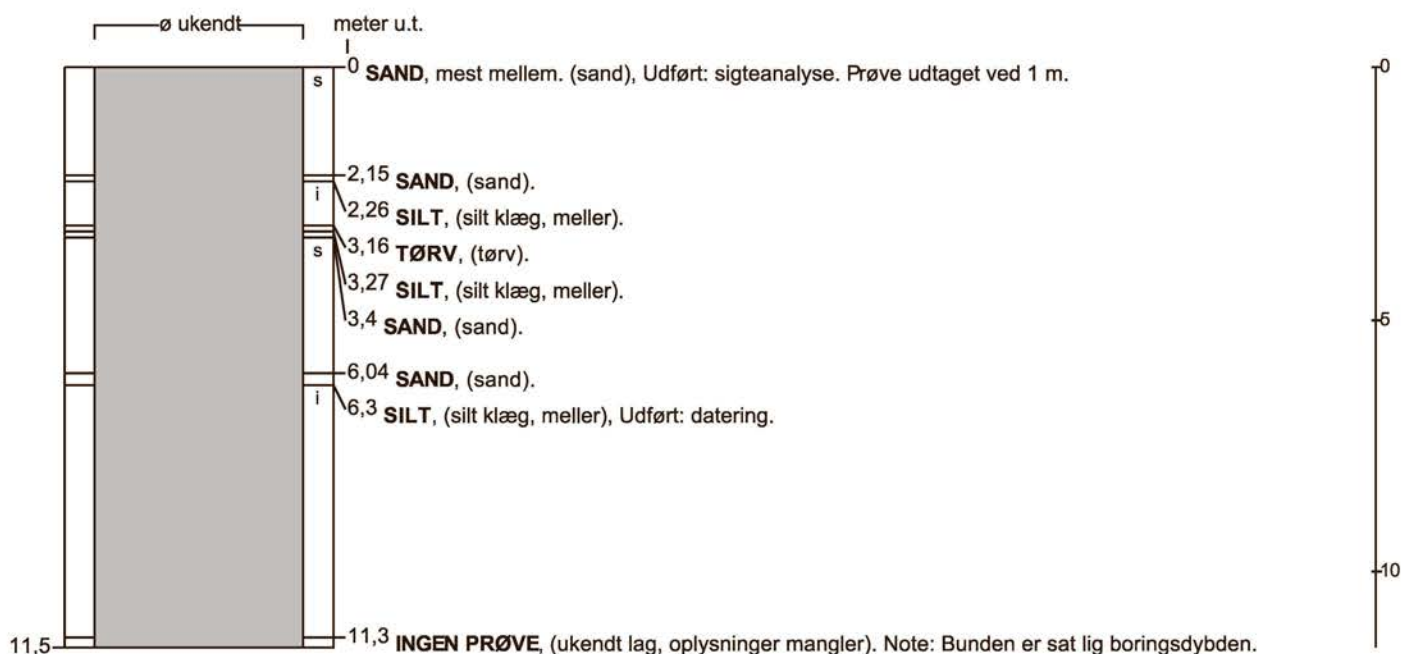 ø ukendt meter u.t.
0 SAND, mest mellem. (sand), Udført: sigteanalyse. Prøve udtaget ved 1 m. 0
s
2,15 SAND, (sand).
i
2,26 SILT, (silt klæg, meller).
3,16 TØRV, (tørv).
s
3,27 SILT, (silt klæg, meller).
3,4 SAND, (sand). 5
6,04 SAND, (sand).
i
6,3 SILT, (silt klæg, meller), Udført: datering.
10
11,5 11,3 INGEN PRØVE, (ukendt lag, oplysninger mangler). Note: Bunden er sat lig boringsdybden.